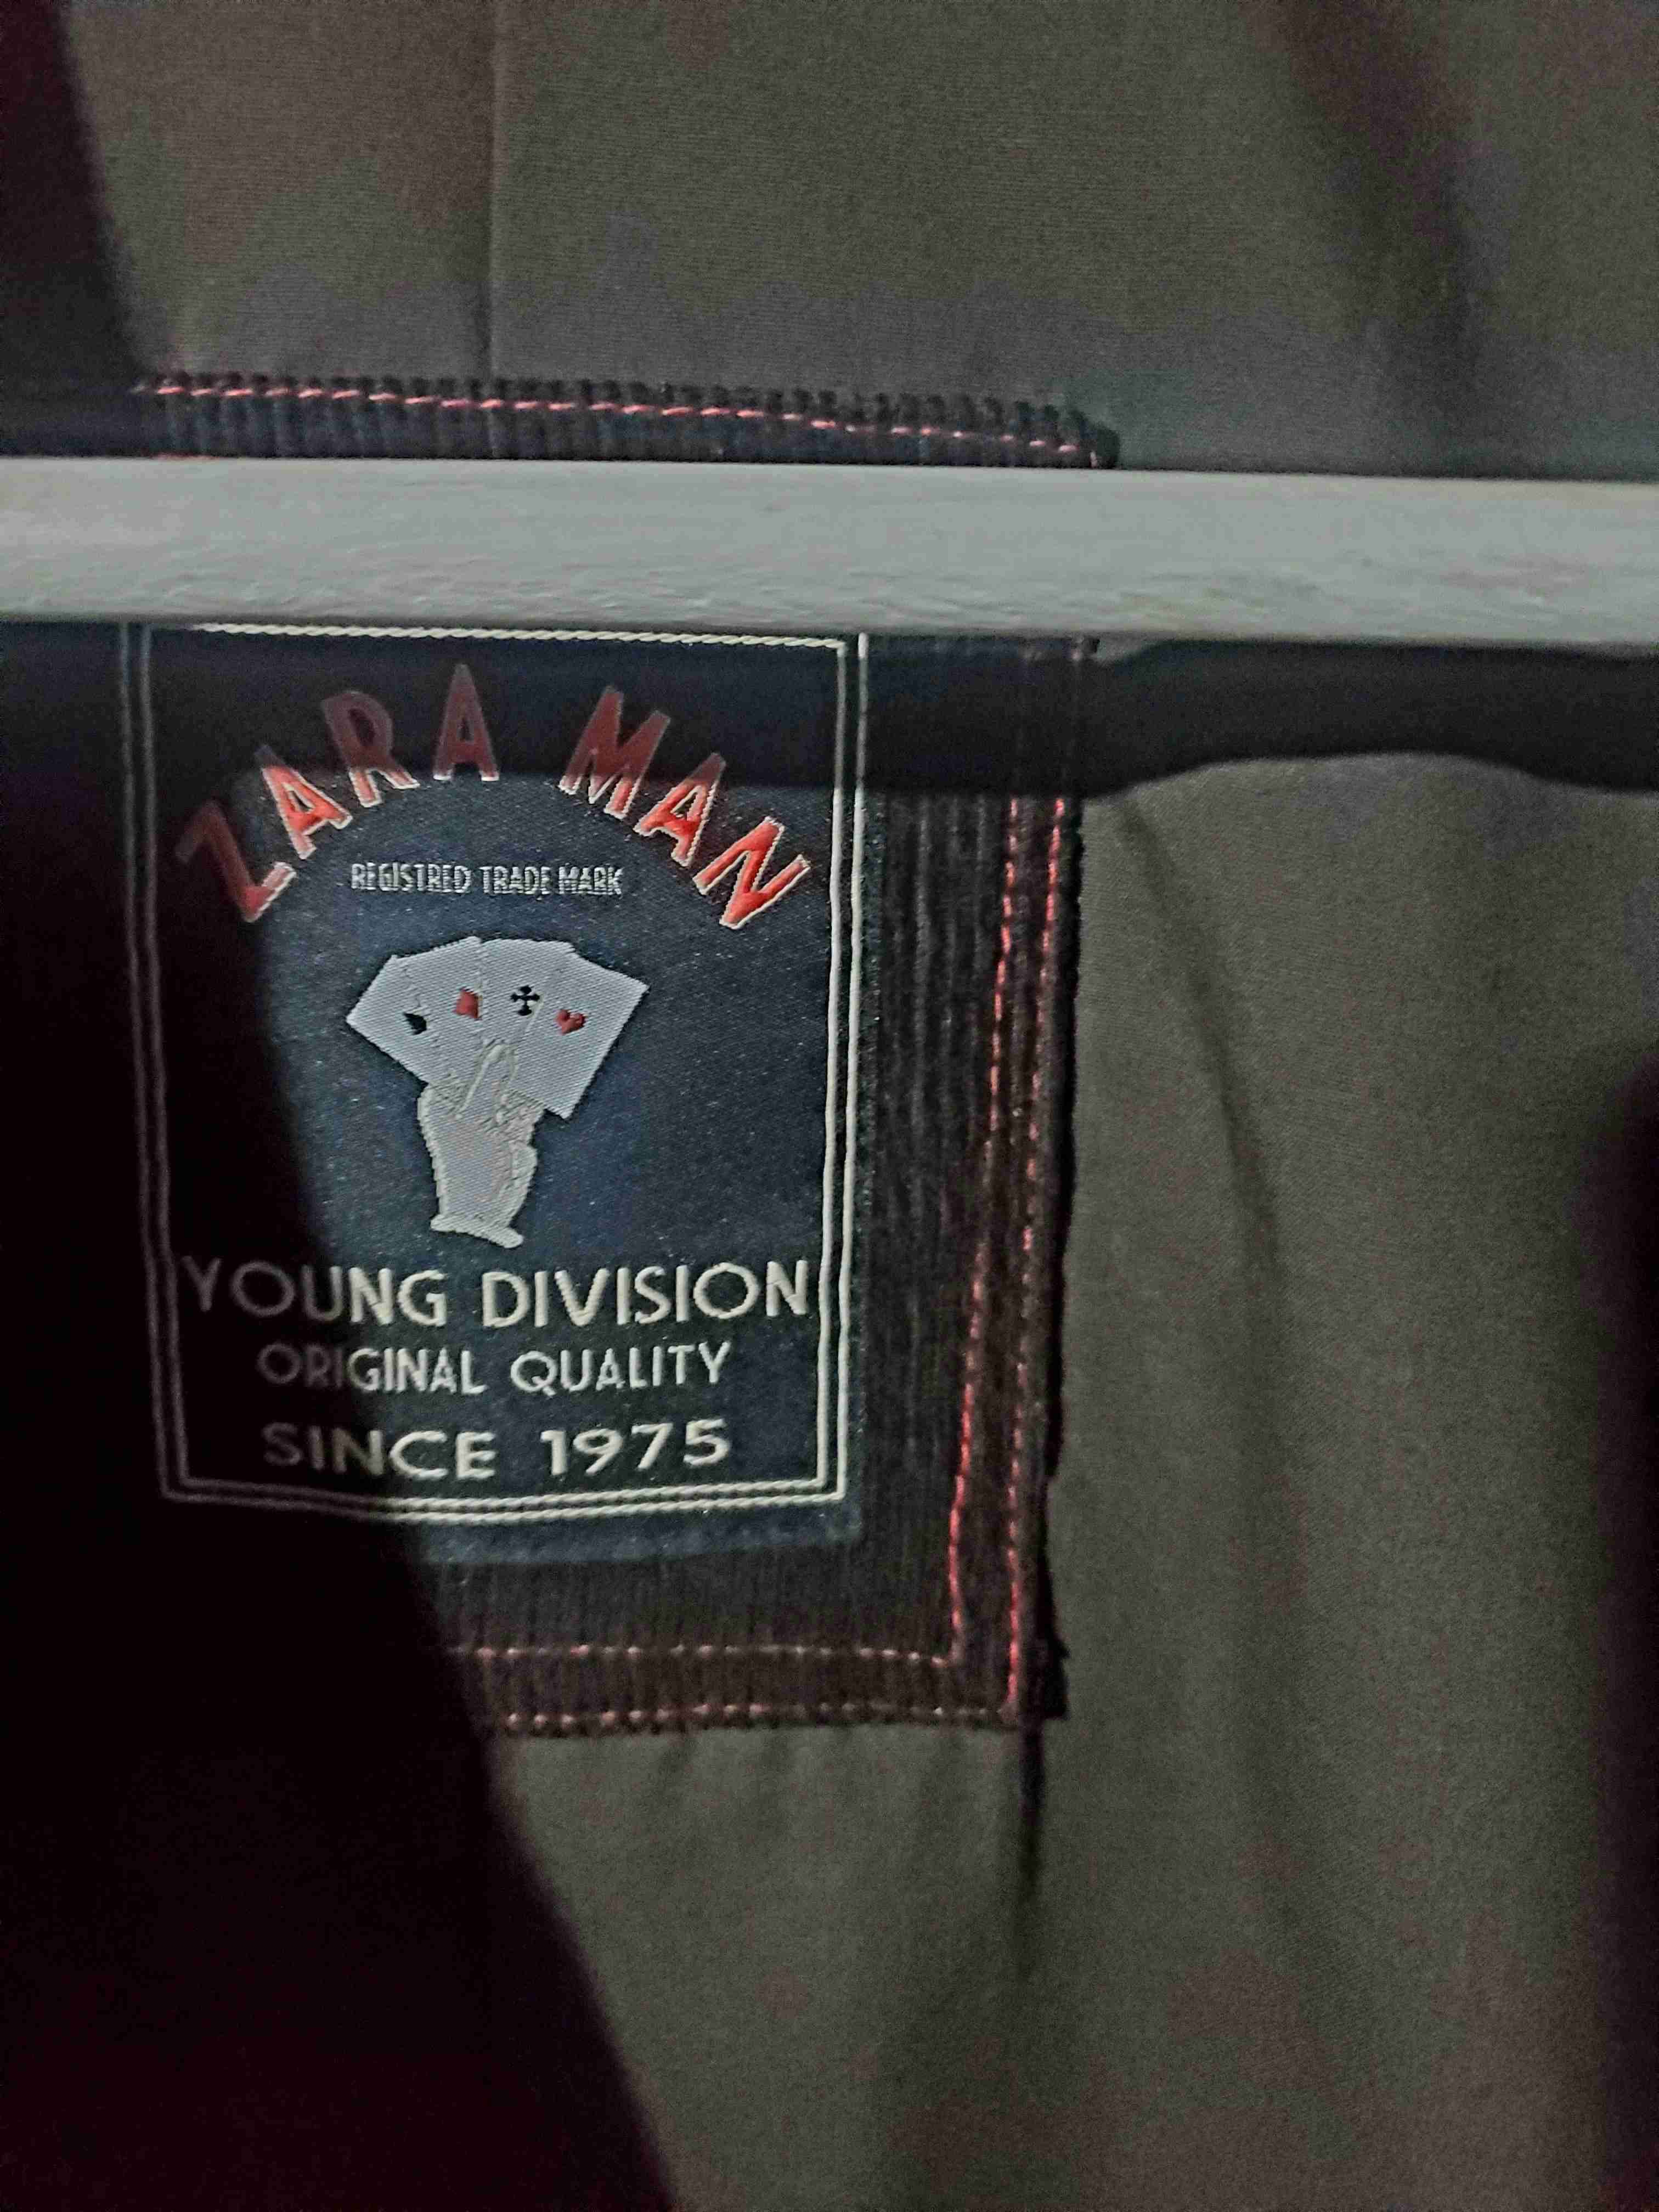 ZARA MAN
REGISTRED TRADE MARK
YOUNG DIVISION
ORIGINAL QUALITY
SINCE 1975